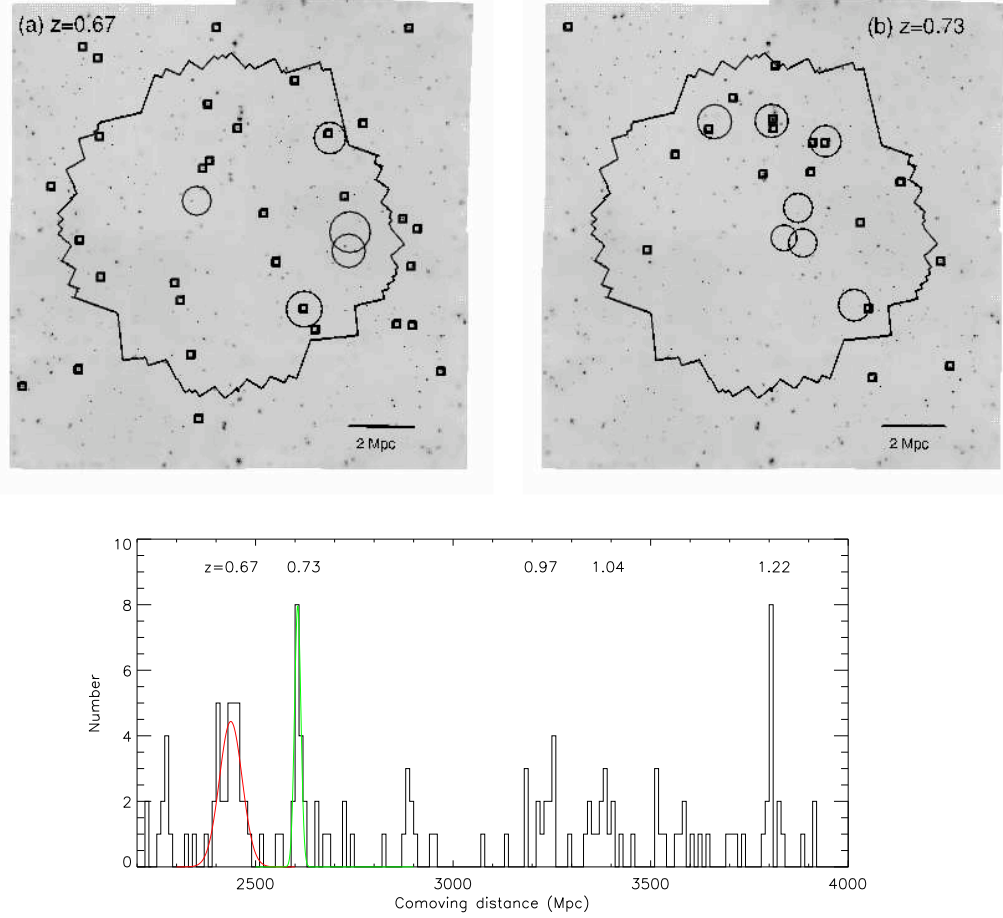 (a) z=0.67
2 Mpc
(b) z=0.73
2 Mpc
10
8
6
4
2
0
Number
z=0.67 0.73 0.97 1.04 1.22
2500 3000 3500 4000
Comoving distance (Mpc)